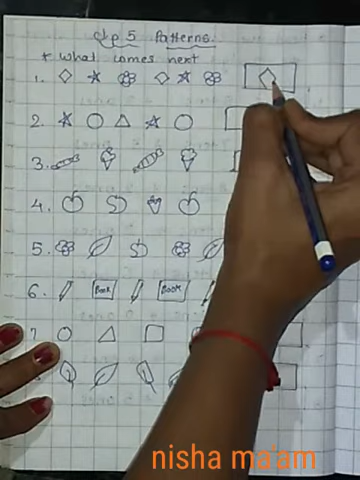 Ch 5 Patterns.
* What comes next
1.
2.
3.
4.
5.
6. Book Book
7.
nisha ma'am